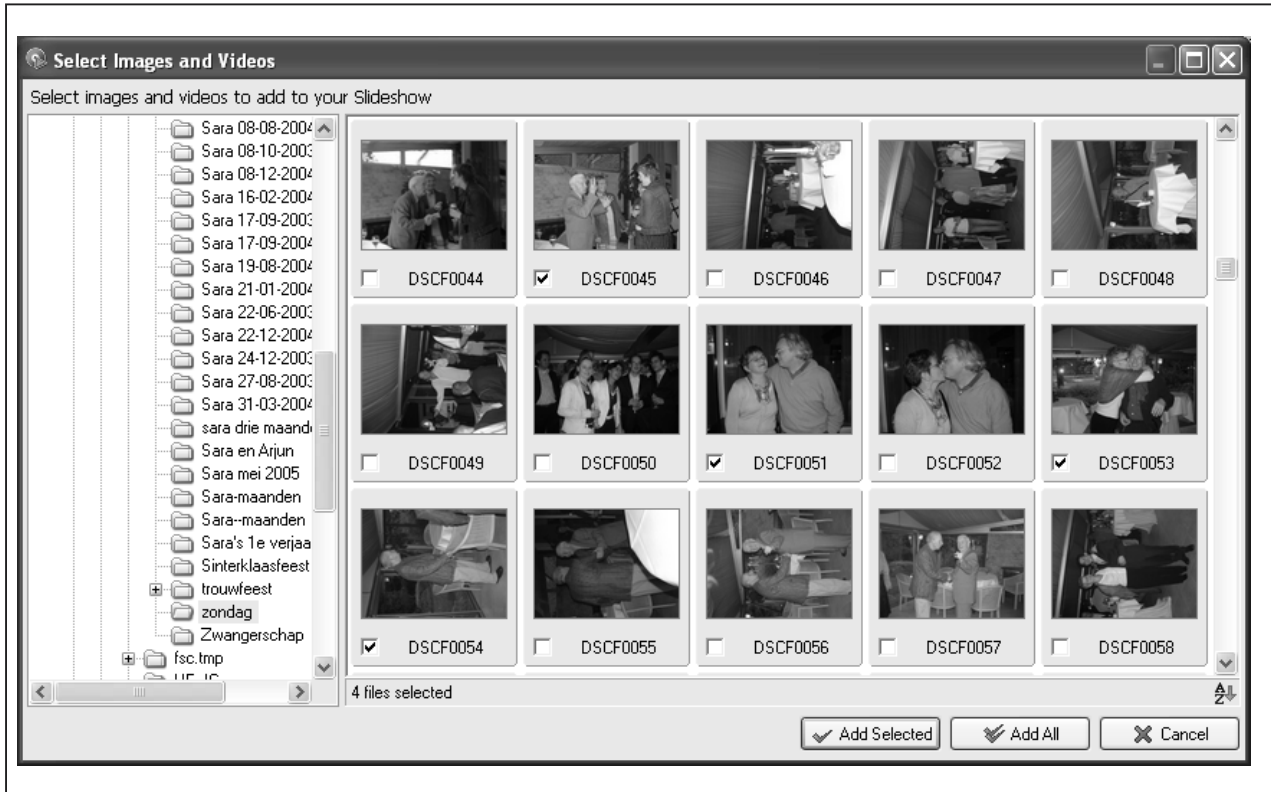 Select Images and Videos
Select images and videos to add to your Slideshow
Sara 08-08-2004
Sara 08-10-2003
Sara 08-12-2004
Sara 16-02-2004
Sara 17-09-2003
Sara 17-09-2004
Sara 19-08-2004
Sara 21-01-2004
Sara 22-06-2003
Sara 22-12-2004
Sara 24-12-2003
Sara 27-08-2003
Sara 31-03-2004
sara drie maand
Sara en Arjun
Sara mei 2005
Sara-maanden
Sara--maanden
Sara's 1e verjaa
Sinterklaasfeest
trouwfeest
zondag
Zwangerschap
fsc.tmp
DSCF0044 DSCF0045 DSCF0046 DSCF0047 DSCF0048
DSCF0049 DSCF0050 DSCF0051 DSCF0052 DSCF0053
DSCF0054 DSCF0055 DSCF0056 DSCF0057 DSCF0058
4 files selected
A
Z
Add Selected Add All Cancel